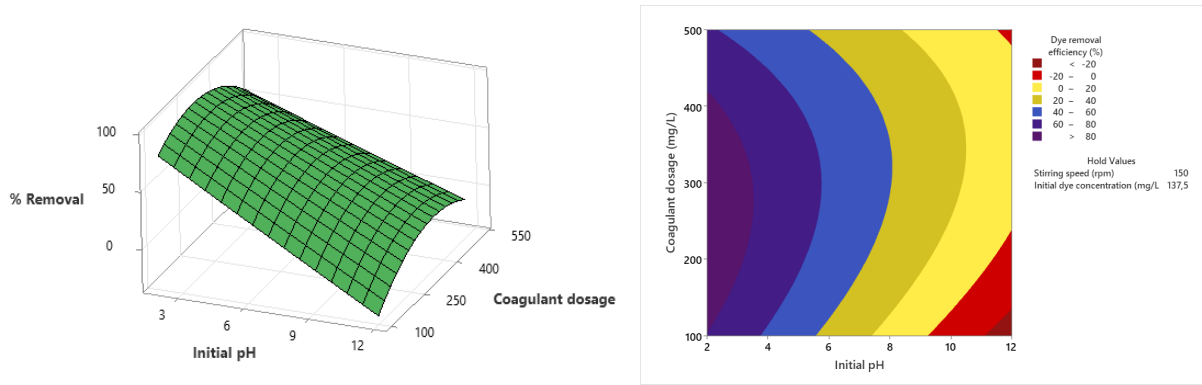 100
50
0
% Removal
3
6
9
12
Initial pH
100
250
400
550
Coagulant dosage
500
400
300
200
100
Coagulant dosage (mg/L)
2 4 6 8 10 12
Initial pH
Dye removal
efficiency (%)
< -20
-20 – 0
0 – 20
20 – 40
40 – 60
60 – 80
> 80
Hold Values
Stirring speed (rpm) 150
Initial dye concentration (mg/L 137,5